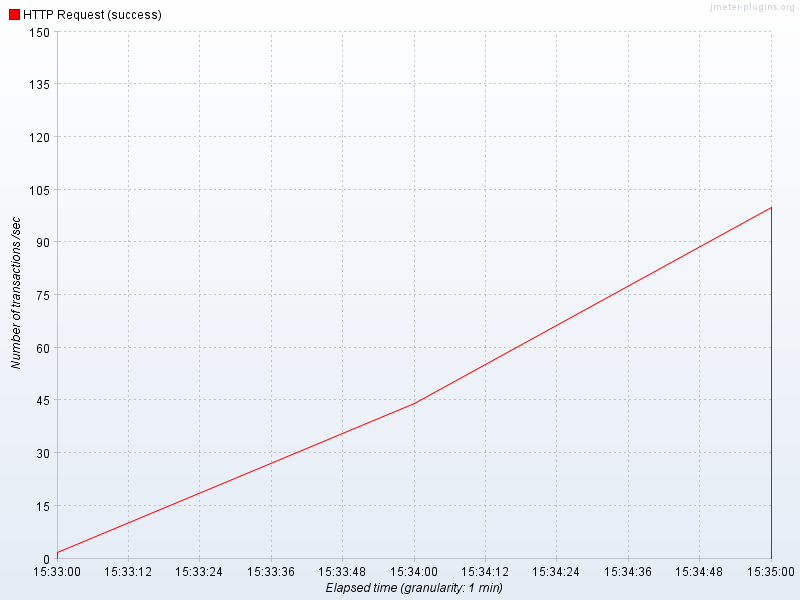 jmeter-plugins.org
HTTP Request (success)
150
135
120
105
90
75
60
45
30
15
0
Number of transactions /sec
15:33:00 15:33:12 15:33:24 15:33:36 15:33:48 15:34:00 15:34:12 15:34:24 15:34:36 15:34:48 15:35:00
Elapsed time (granularity: 1 min)